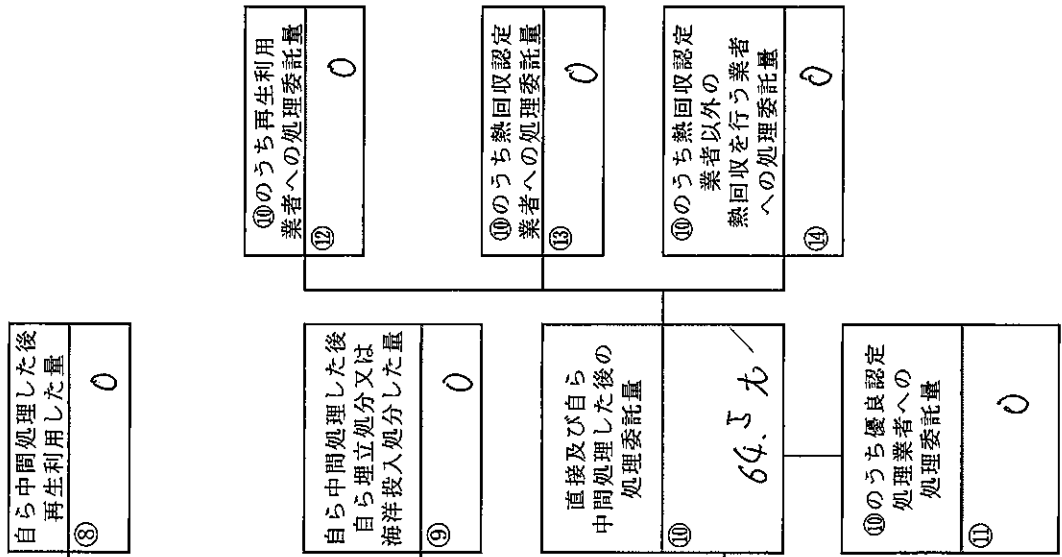 自ら中間処理した後
再生利用した量
⑧
0
自ら中間処理した後
自ら埋立処分又は
海洋投入処分した量
⑨
0
直接及び自ら
中間処理した後の
処理委託量
⑩
64.5 t
⑩のうち優良認定
処理業者への
処理委託量
⑪
0
⑩のうち再生利用
業者への処理委託量
⑫
0
⑩のうち熱回収認定
業者への処理委託量
⑬
0
⑩のうち熱回収認定
業者以外の
熱回収を行う業者
への処理委託量
⑭
0